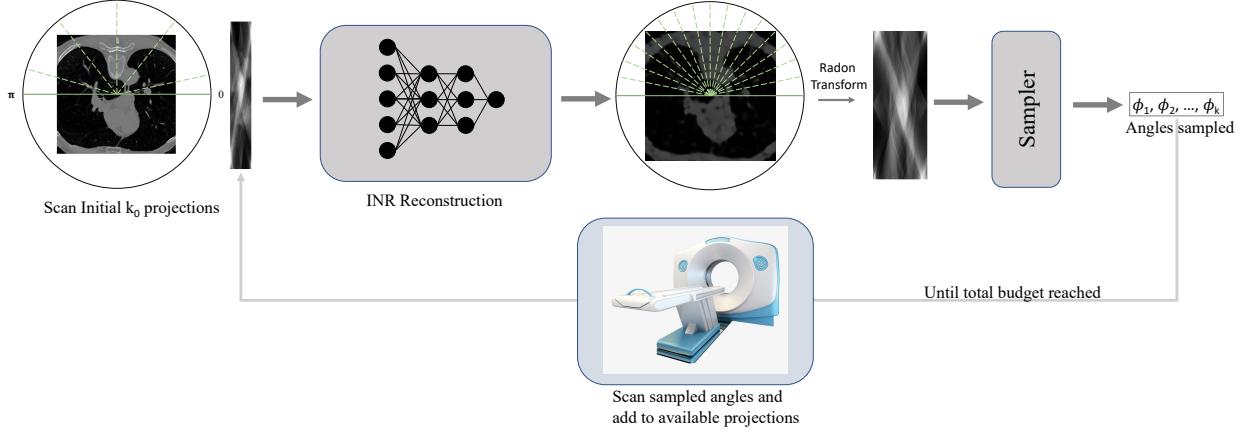 π
0
Scan Initial k₀ projections
INR Reconstruction
Radon
Transform
Sampler
ϕ₁, ϕ₂, ..., ϕₖ
Angles sampled
Until total budget reached
Scan sampled angles and
add to available projections